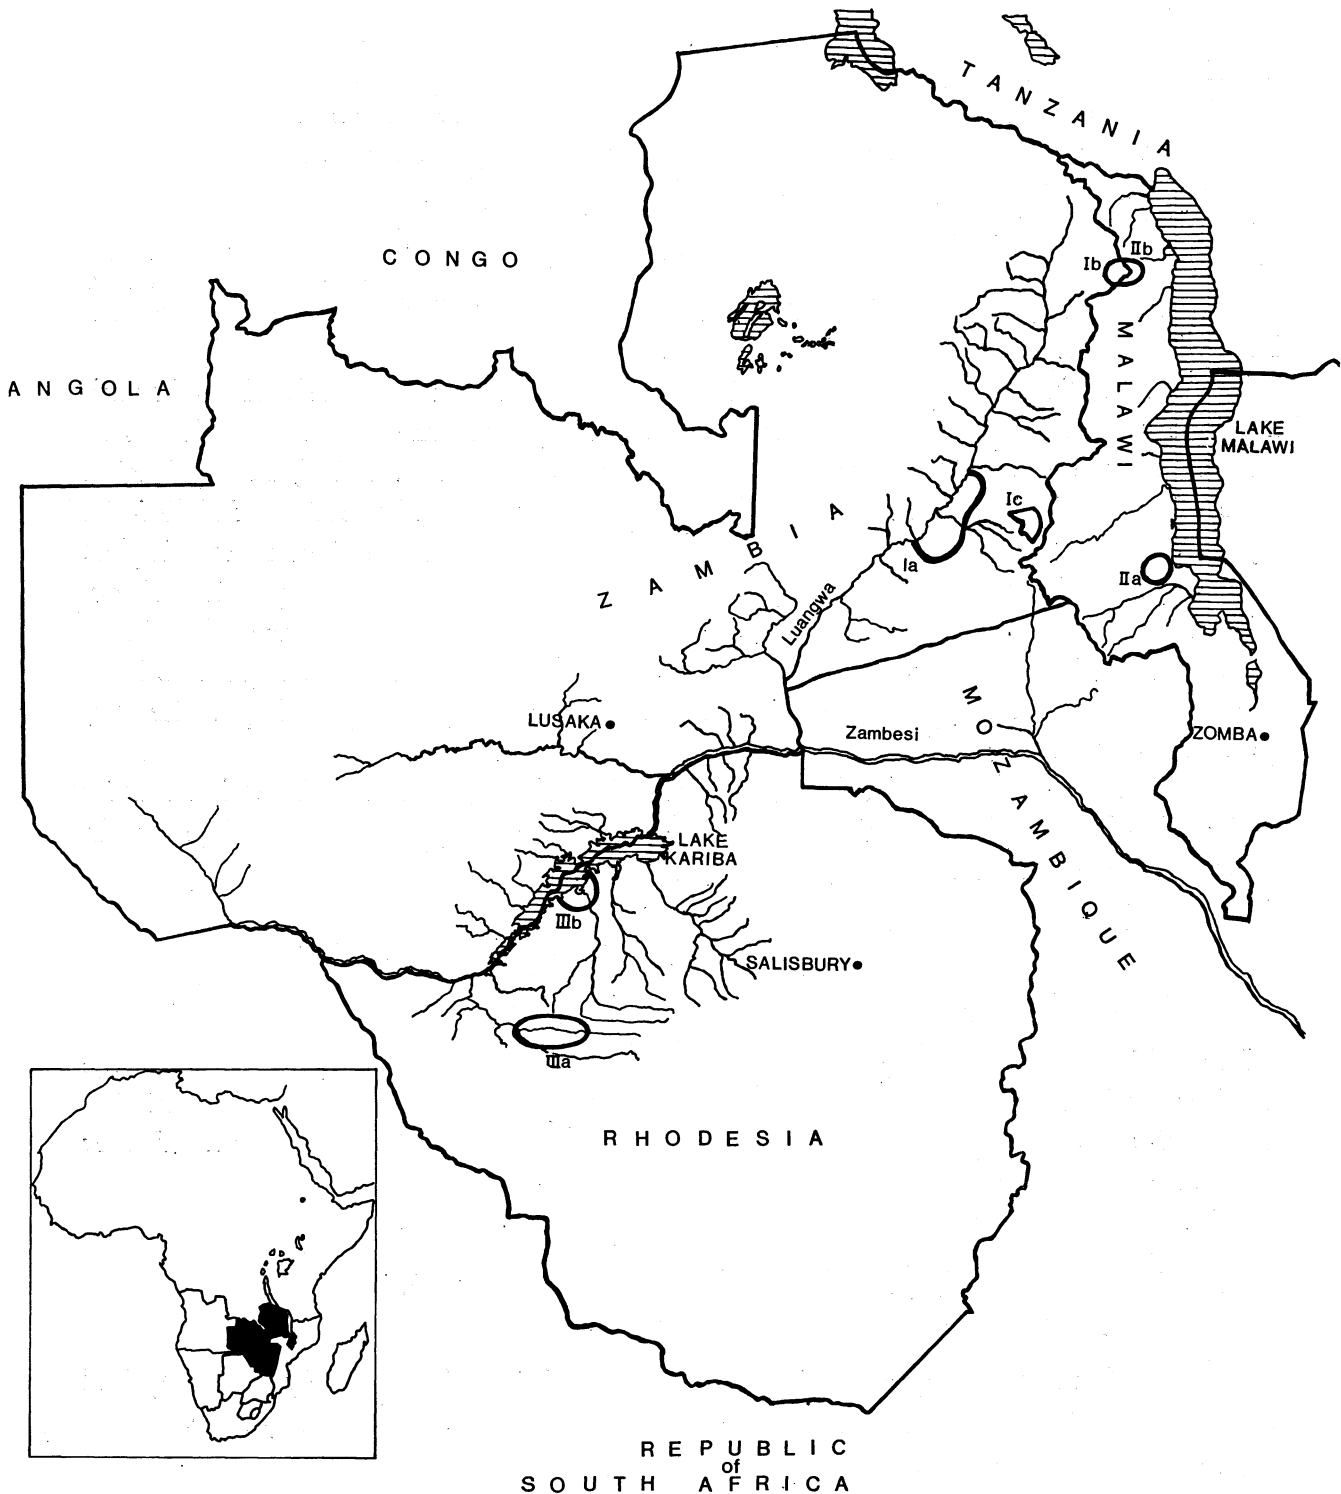 TANZANIA
CONGO
IIb
Ib
MALAWI
ANGOLA
LAKE
MALAWI
Ic
ZAMBIA
Ia
IIa
Luangwa
LUSAKA
Zambesi
MOZAMBIQUE
ZOMBA
LAKE
KARIBA
IIIb
SALISBURY
IIIa
RHODESIA
REPUBLIC
of
SOUTH AFRICA